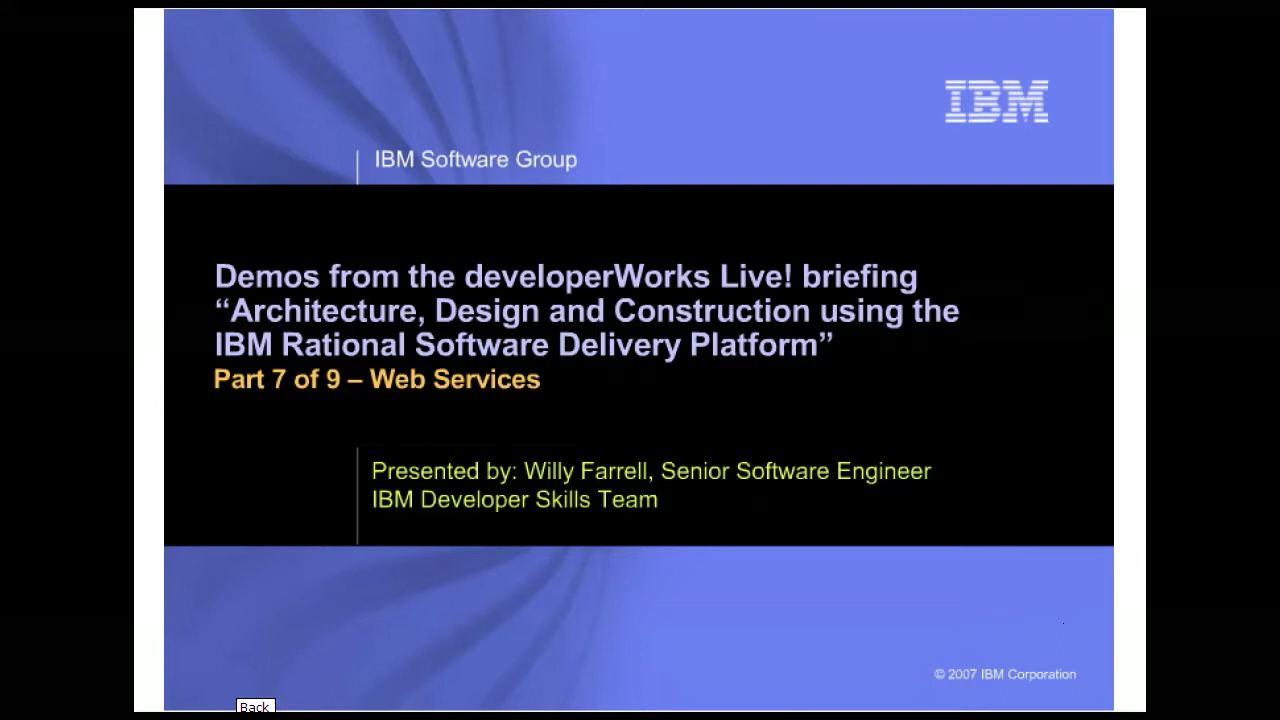 IBM
IBM Software Group
Demos from the developerWorks Live! briefing
“Architecture, Design and Construction using the
IBM Rational Software Delivery Platform”
Part 7 of 9 – Web Services
Presented by: Willy Farrell, Senior Software Engineer
IBM Developer Skills Team
© 2007 IBM Corporation
Back